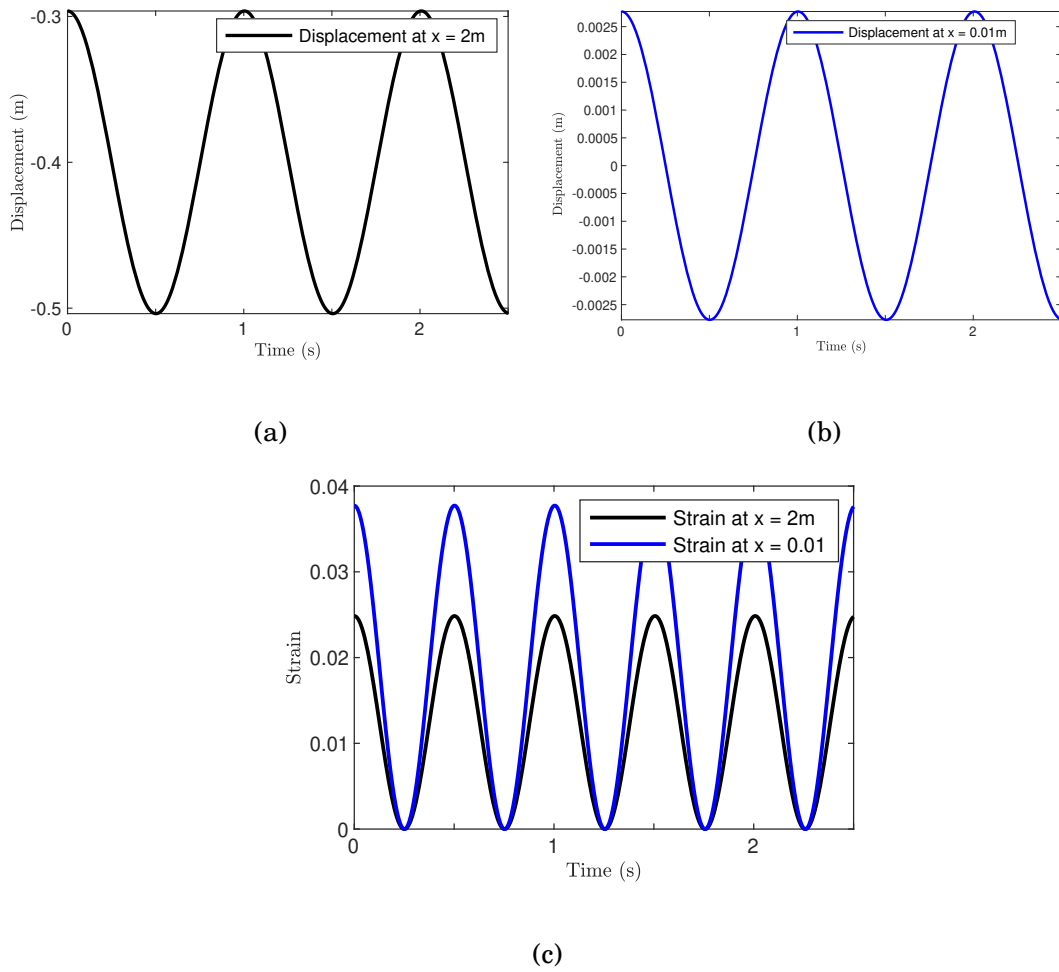 -0.3
-0.4
-0.5
Displacement (m)
Displacement at x = 2m
0 1 2
Time (s)
(a)
0.0025
0.002
0.0015
0.001
0.0005
0
-0.0005
-0.001
-0.0015
-0.002
-0.0025
Displacement (m)
Displacement at x = 0.01m
0 1 2
Time (s)
(b)
0.04
0.03
0.02
0.01
0
Strain
Strain at x = 2m
Strain at x = 0.01
0 1 2
Time (s)
(c)